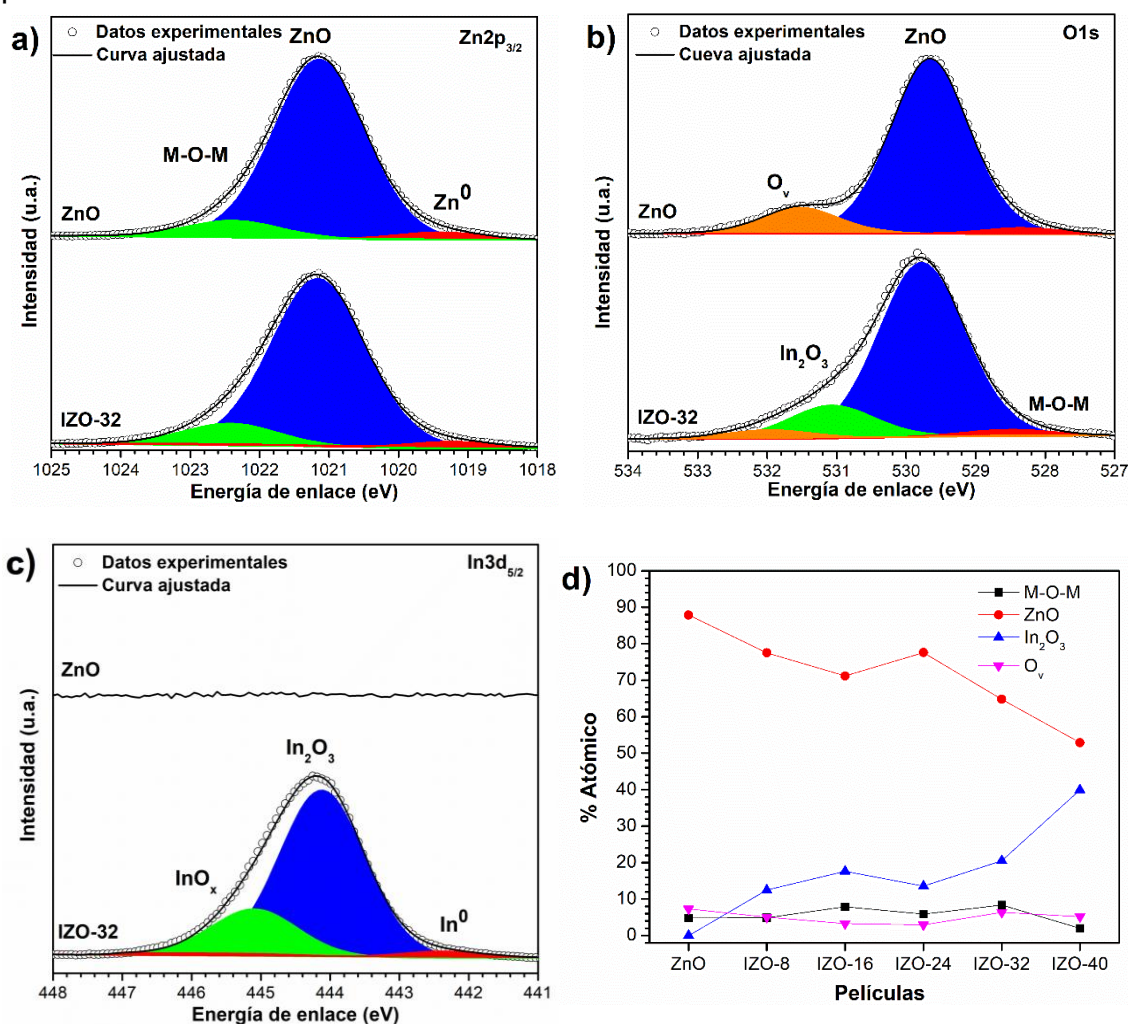 a)
Datos experimentales
Curva ajustada
ZnO
Zn2p3/2
M-O-M
Zn0
ZnO
IZO-32
Intensidad (u.a.)
1025 1024 1023 1022 1021 1020 1019 1018
Energía de enlace (eV)
b)
Datos experimentales
Cueva ajustada
ZnO
O1s
Ov
ZnO
In2O3
M-O-M
IZO-32
Intensidad (u.a.)
534 533 532 531 530 529 528 527
Energía de enlace (eV)
c)
Datos experimentales
Curva ajustada
In3d5/2
ZnO
In2O3
InOx
In0
IZO-32
Intensidad (u.a.)
448 447 446 445 444 443 442 441
Energía de enlace (eV)
d)
100
90
80
70
60
50
40
30
20
10
0
% Atómico
M-O-M
ZnO
In2O3
Ov
ZnO IZO-8 IZO-16 IZO-24 IZO-32 IZO-40
Películas